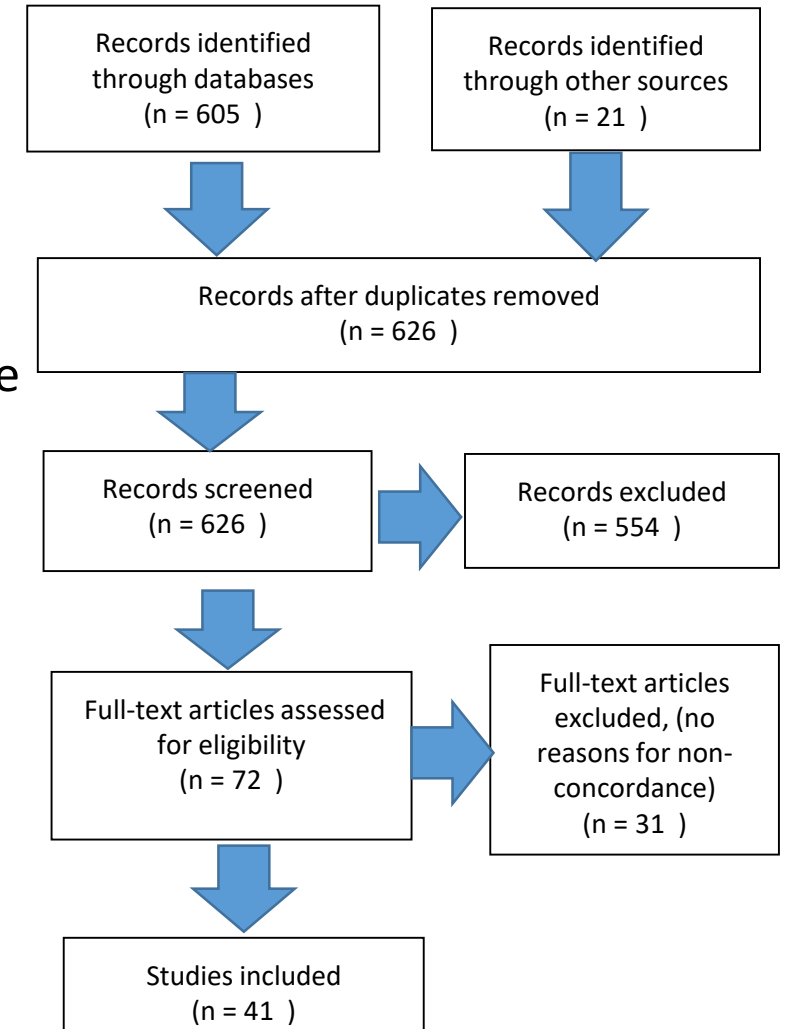 Records identified
through databases
(n = 605  )
Records identified
through other sources
(n = 21  )
Records after duplicates removed
(n = 626  )
e
Records screened
(n = 626  )
Records excluded
(n = 554  )
Full-text articles assessed
for eligibility
(n = 72  )
Full-text articles
excluded, (no
reasons for non-
concordance)
(n = 31  )
Studies included
(n = 41  )